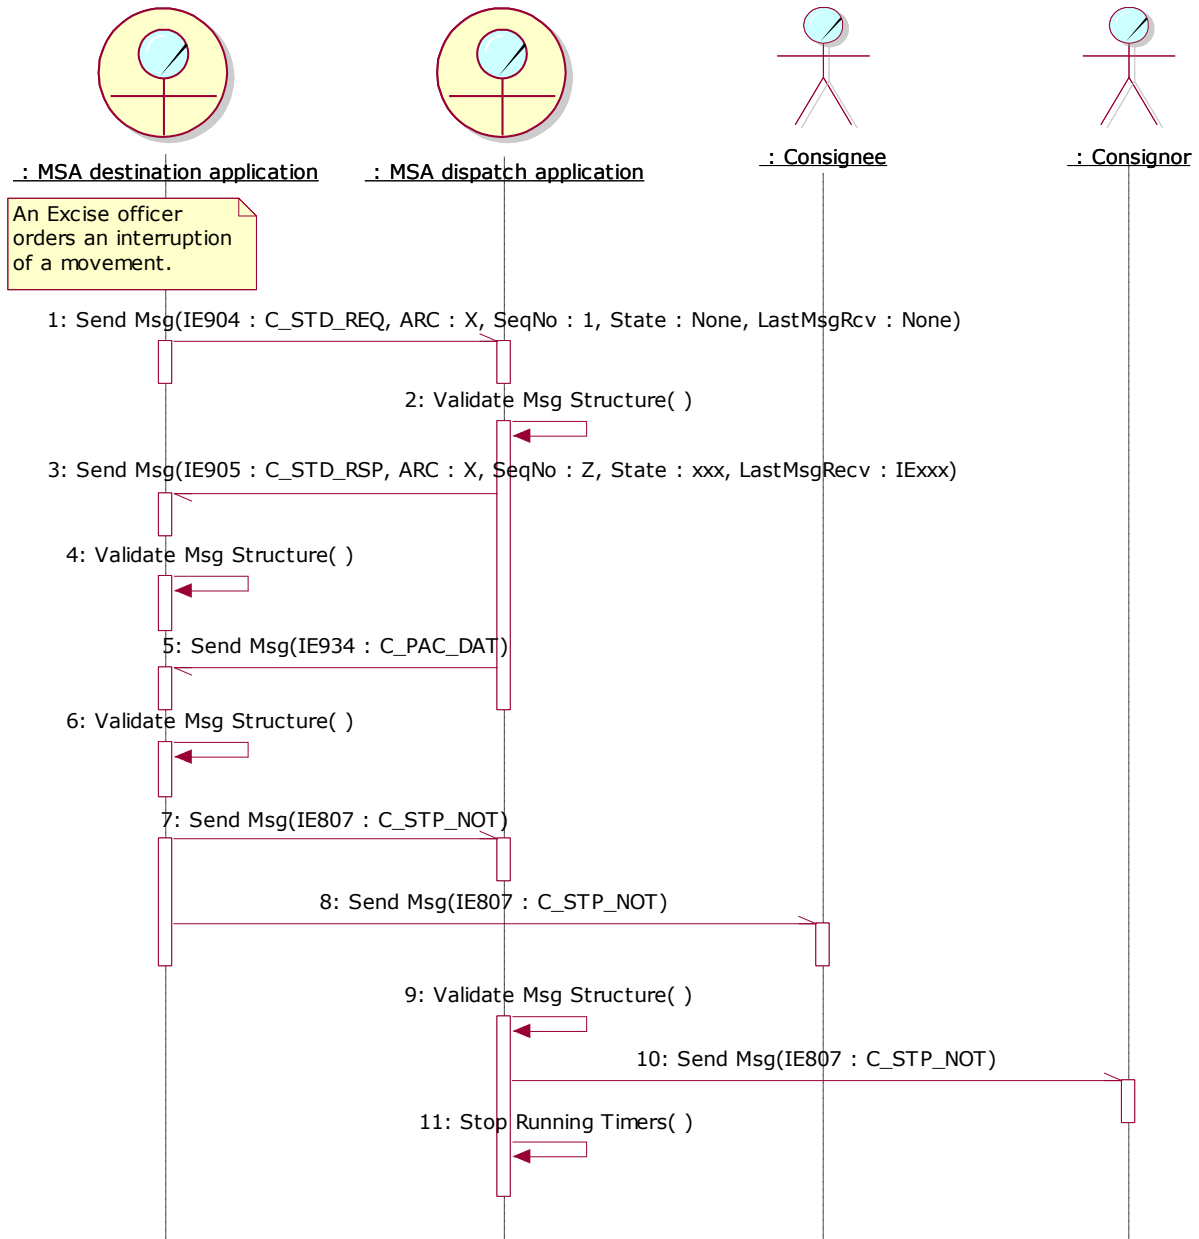 : MSA destination application
: MSA dispatch application
: Consignee
: Consignor
An Excise officer
orders an interruption
of a movement.
1: Send Msg(IE904 : C_STD_REQ, ARC : X, SeqNo : 1, State : None, LastMsgRcv : None)
2: Validate Msg Structure( )
3: Send Msg(IE905 : C_STD_RSP, ARC : X, SeqNo : Z, State : xxx, LastMsgRecv : IExxx)
4: Validate Msg Structure( )
5: Send Msg(IE934 : C_PAC_DAT)
6: Validate Msg Structure( )
7: Send Msg(IE807 : C_STP_NOT)
8: Send Msg(IE807 : C_STP_NOT)
9: Validate Msg Structure( )
10: Send Msg(IE807 : C_STP_NOT)
11: Stop Running Timers( )